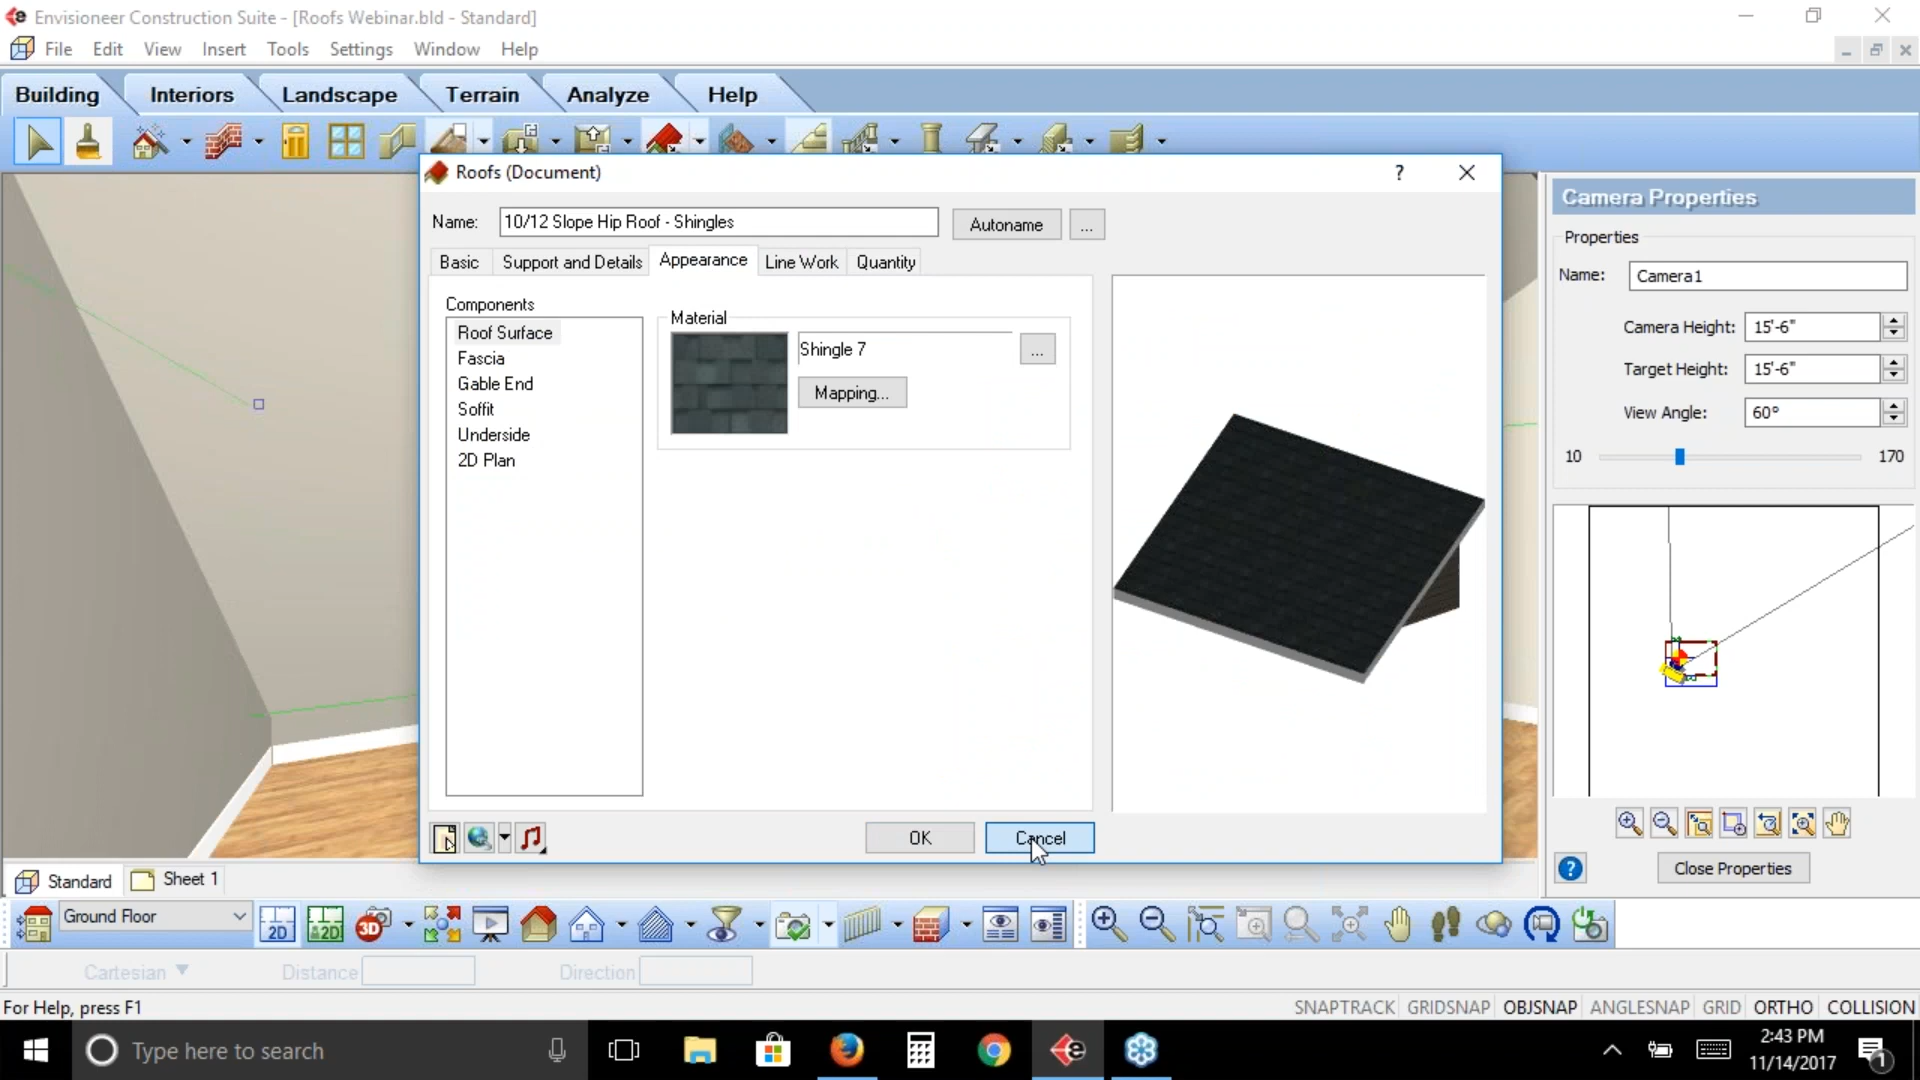 Envisioneer Construction Suite - [Roofs Webinar.bld - Standard]
File Edit View Insert Tools Settings Window Help
Building Interiors Landscape Terrain Analyze Help
Roofs (Document)
?
Name: 10/12 Slope Hip Roof - Shingles Autoname ...
Basic Support and Details Appearance Line Work Quantity
Components
Roof Surface
Fascia
Gable End
Soffit
Underside
2D Plan
Material
Shingle 7
...
Mapping...
OK Cancel
Camera Properties
Properties
Name: Camera1
Camera Height: 15'-6"
Target Height: 15'-6"
View Angle: 60°
10 170
Close Properties
Standard Sheet 1
Ground Floor 2D 2D 3D
Cartesian Distance Direction
For Help, press F1
SNAPTRACK GRIDSNAP OBJSNAP ANGLESNAP GRID ORTHO COLLISION
Type here to search
2:43 PM
11/14/2017
1